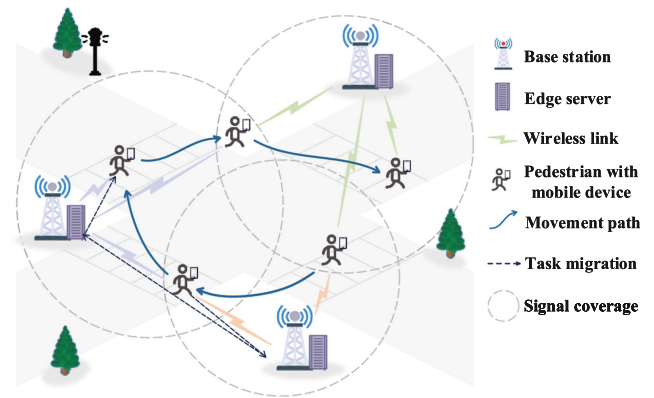 Base station
Edge server
Wireless link
Pedestrian with
mobile device
Movement path
Task migration
Signal coverage